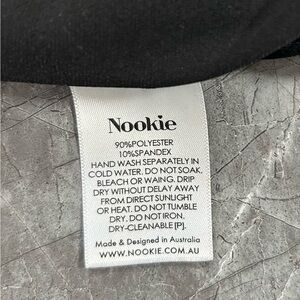 Nookie
90%POLYESTER
10%SPANDEX
HAND WASH SEPARATELY IN
COLD WATER. DO NOT SOAK,
BLEACH OR WAING. DRIP
DRY WITHOUT DELAY AWAY
FROM DIRECT SUNLIGHT
OR HEAT. DO NOT TUMBLE
DRY. DO NOT IRON,
DRY-CLEANABLE [P].
Made & Designed in Australia
WWW.NOOKIE.COM.AU